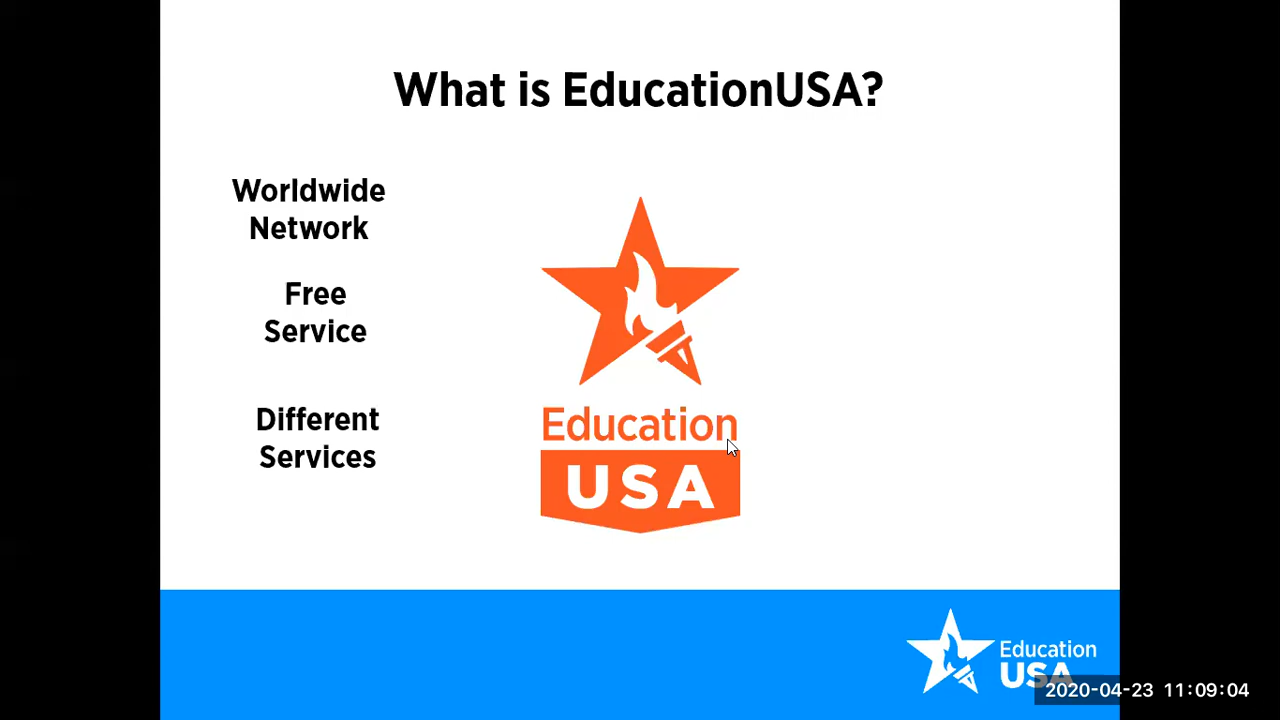 What is EducationUSA?
Worldwide
Network
Free
Service
Different
Services
Education
USA
Education
USA
2020-04-23 11:09:04